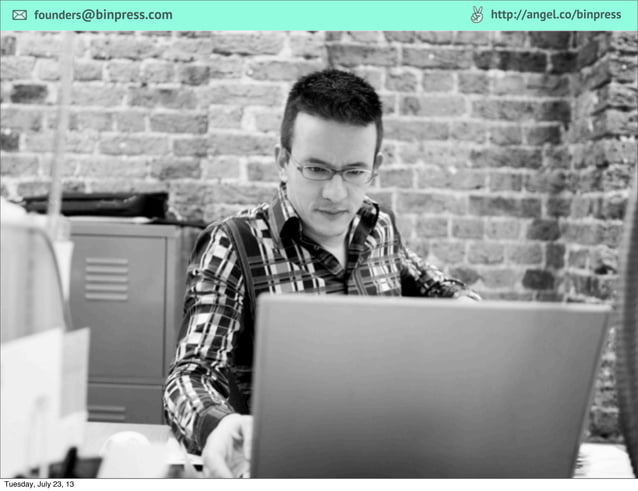 founders@binpress.com
http://angel.co/binpress
Tuesday, July 23, 13